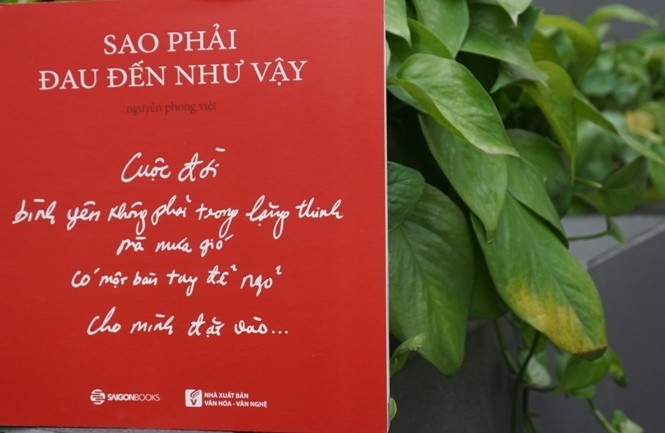 SAO PHẢI
ĐAU ĐẾN NHƯ VẬY
nguyễn phong việt
Cuộc đời
bình yên không phải trong lặng thinh
mà mưa gió
có một bàn tay để ngỏ
cho mình đặt vào...
SAIGONBOOKS
NHÀ XUẤT BẢN
VĂN HÓA - VĂN NGHỆ